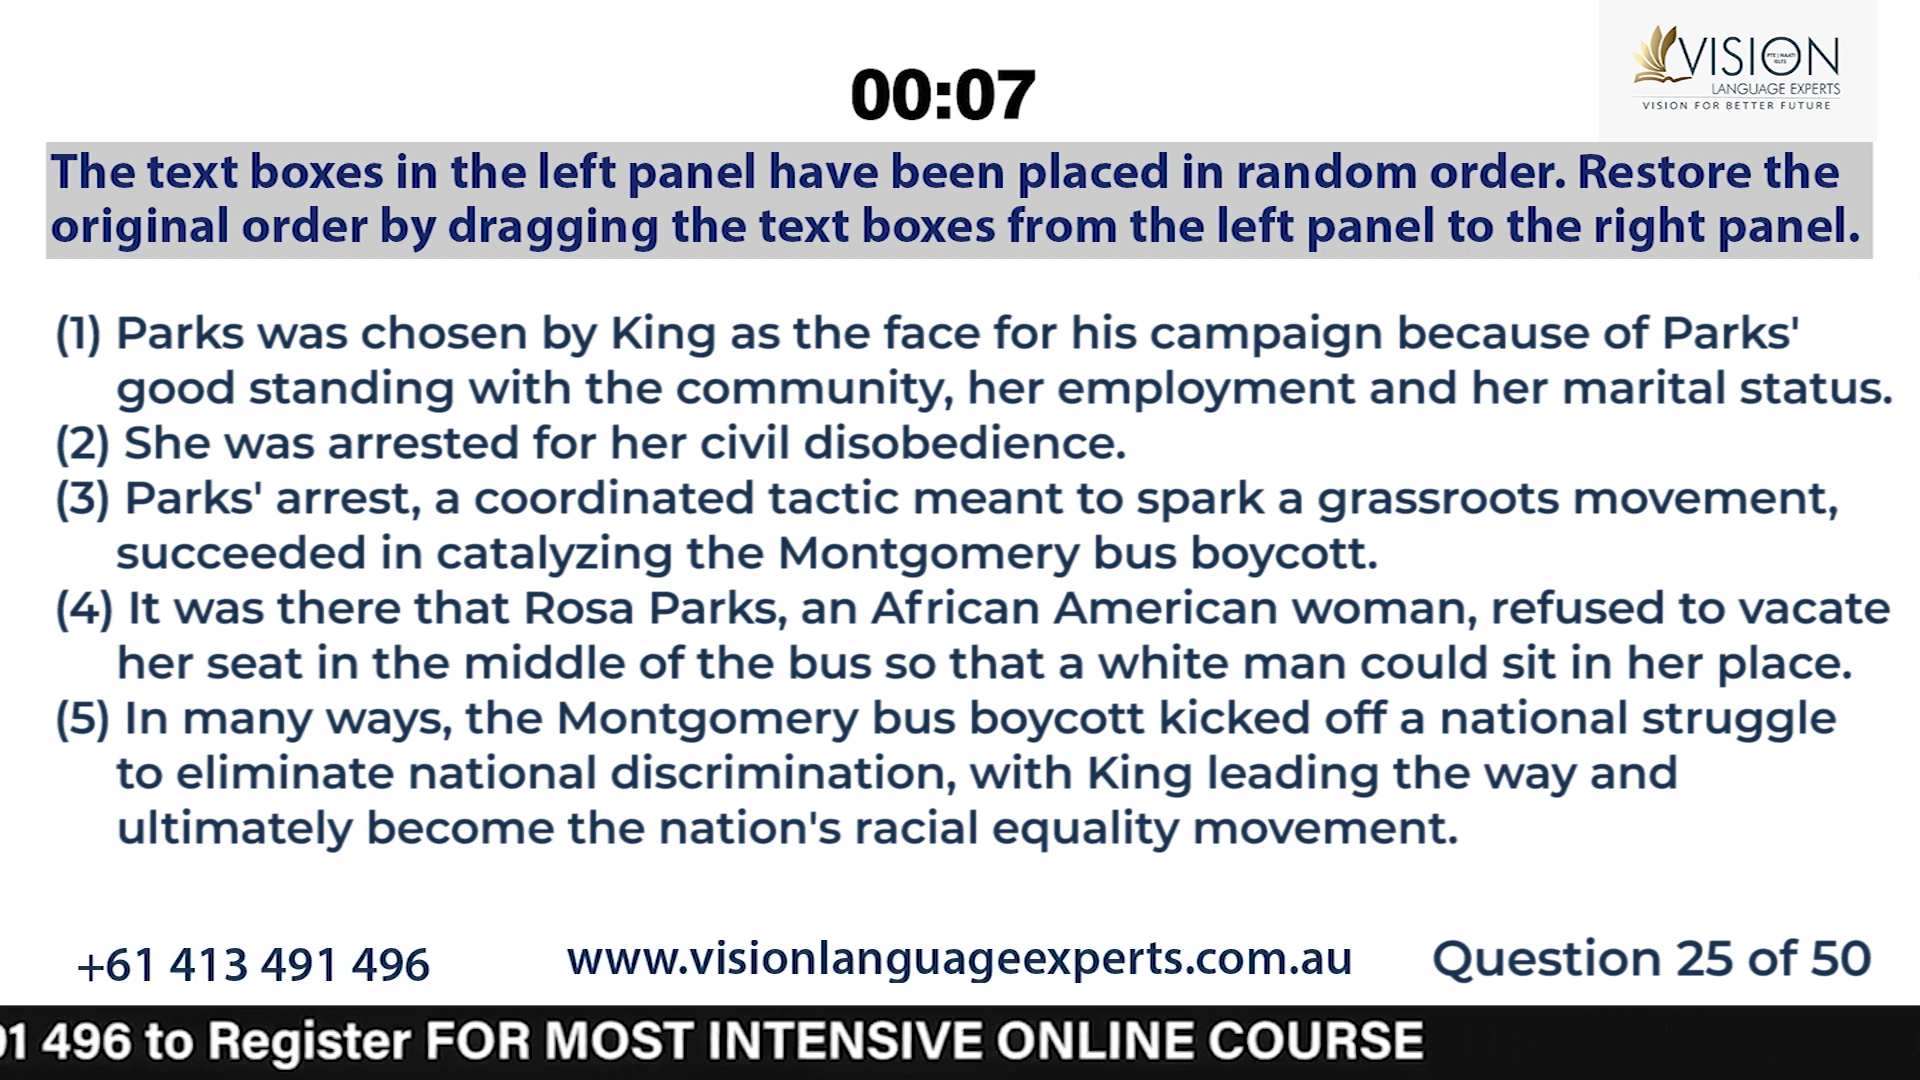 VISION
LANGUAGE EXPERTS
VISION FOR BETTER FUTURE
00:07
The text boxes in the left panel have been placed in random order. Restore the
original order by dragging the text boxes from the left panel to the right panel.
(1) Parks was chosen by King as the face for his campaign because of Parks'
good standing with the community, her employment and her marital status.
(2) She was arrested for her civil disobedience.
(3) Parks' arrest, a coordinated tactic meant to spark a grassroots movement,
succeeded in catalyzing the Montgomery bus boycott.
(4) It was there that Rosa Parks, an African American woman, refused to vacate
her seat in the middle of the bus so that a white man could sit in her place.
(5) In many ways, the Montgomery bus boycott kicked off a national struggle
to eliminate national discrimination, with King leading the way and
ultimately become the nation's racial equality movement.
+61 413 491 496 www.visionlanguageexperts.com.au Question 25 of 50
91 496 to Register FOR MOST INTENSIVE ONLINE COURSE